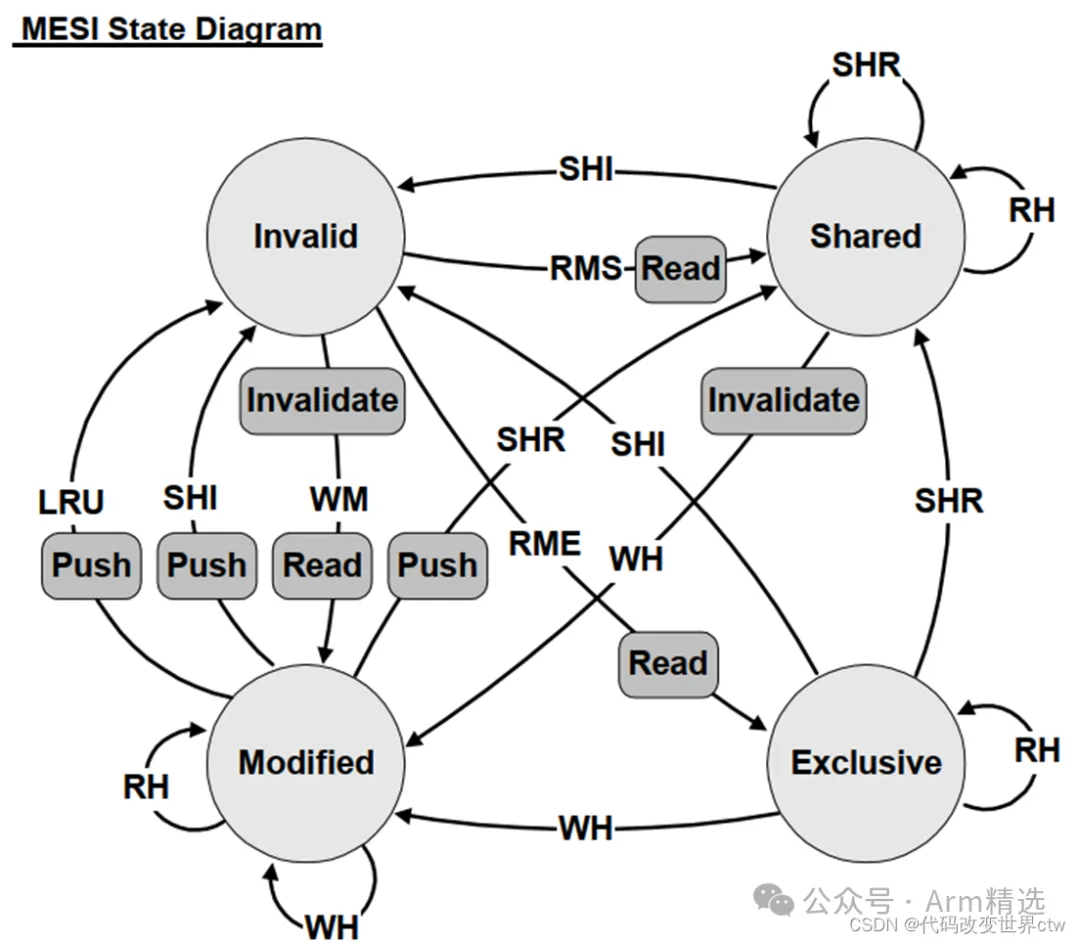 MESI State Diagram
SHR
SHI
Invalid
Shared
RH
RMS
Read
Invalidate
Invalidate
SHR
SHI
LRU
SHI
WM
SHR
RME
WH
Push
Push
Read
Push
Read
Modified
Exclusive
RH
RH
WH
WH
公众号 · Arm精选
CSDN @代码改变世界ctw